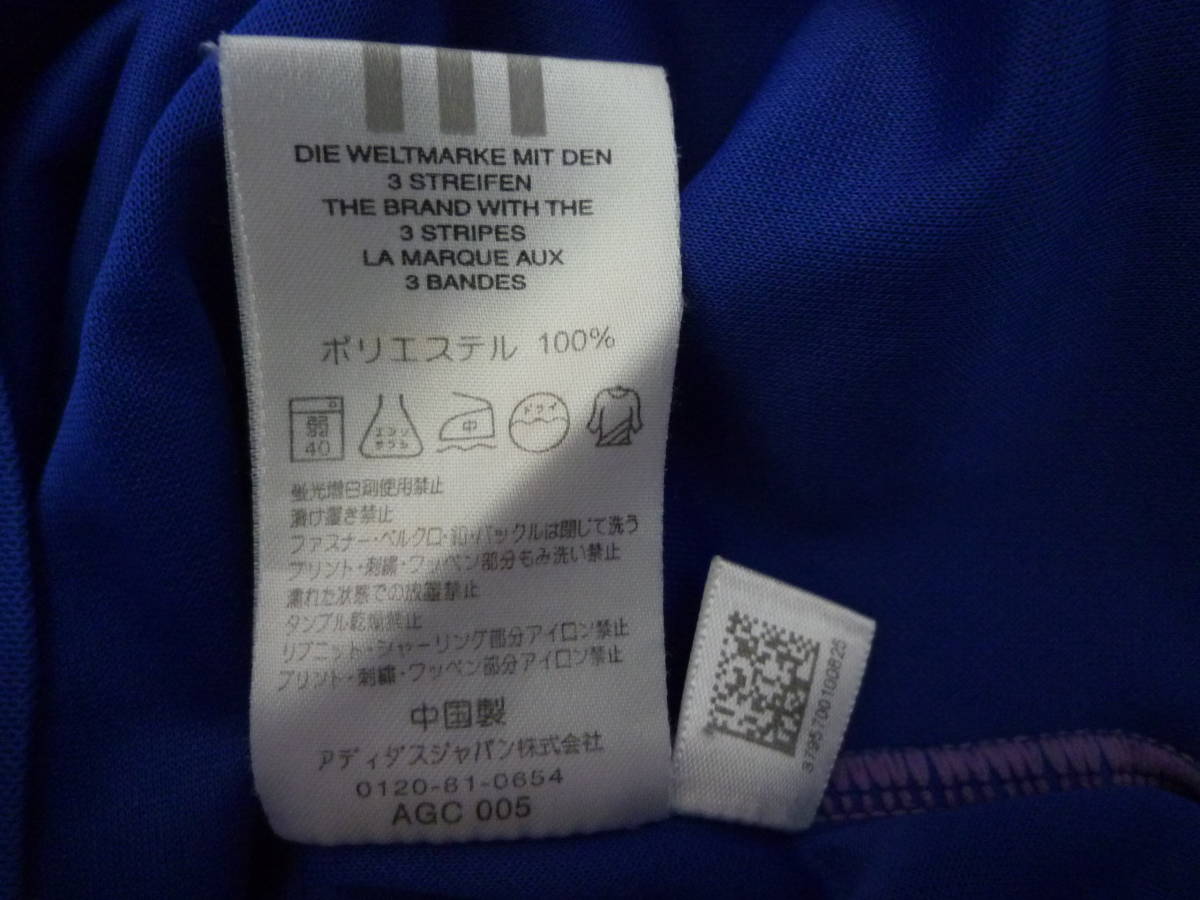 DIE WELTMARKE MIT DEN
3 STREIFEN
THE BRAND WITH THE
3 STRIPES
LA MARQUE AUX
3 BANDES
ポリエステル 100%
弱 40
エンソ サラシ
中
ドライ
蛍光増白剤使用禁止
漬け置き禁止
ファスナー・ベルクロ・釦・バックルは閉じて洗う
プリント・刺繍・ワッペン部分もみ洗い禁止
濡れた状態での放置禁止
タンブル乾燥禁止
リブニット・シャーリング部分アイロン禁止
プリント・刺繍・ワッペン部分アイロン禁止
中国製
アディダスジャパン株式会社
0120-81-0654
AGC 005
3795700100625